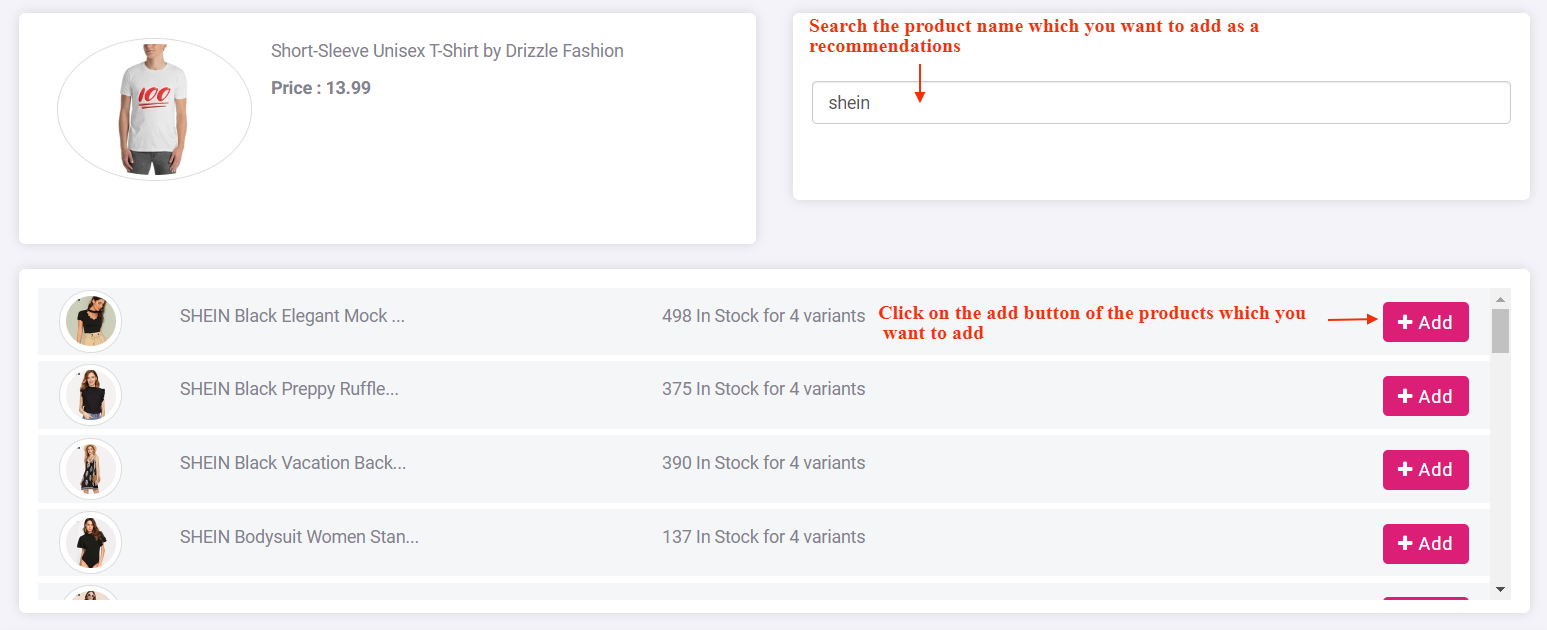 Short-Sleeve Unisex T-Shirt by Drizzle Fashion
Price : 13.99
100
Search the product name which you want to add as a
recommendations
shein
SHEIN Black Elegant Mock ...
498 In Stock for 4 variants
Click on the add button of the products which you
want to add
Add
SHEIN Black Preppy Ruffle...
375 In Stock for 4 variants
Add
SHEIN Black Vacation Back...
390 In Stock for 4 variants
Add
SHEIN Bodysuit Women Stan...
137 In Stock for 4 variants
Add